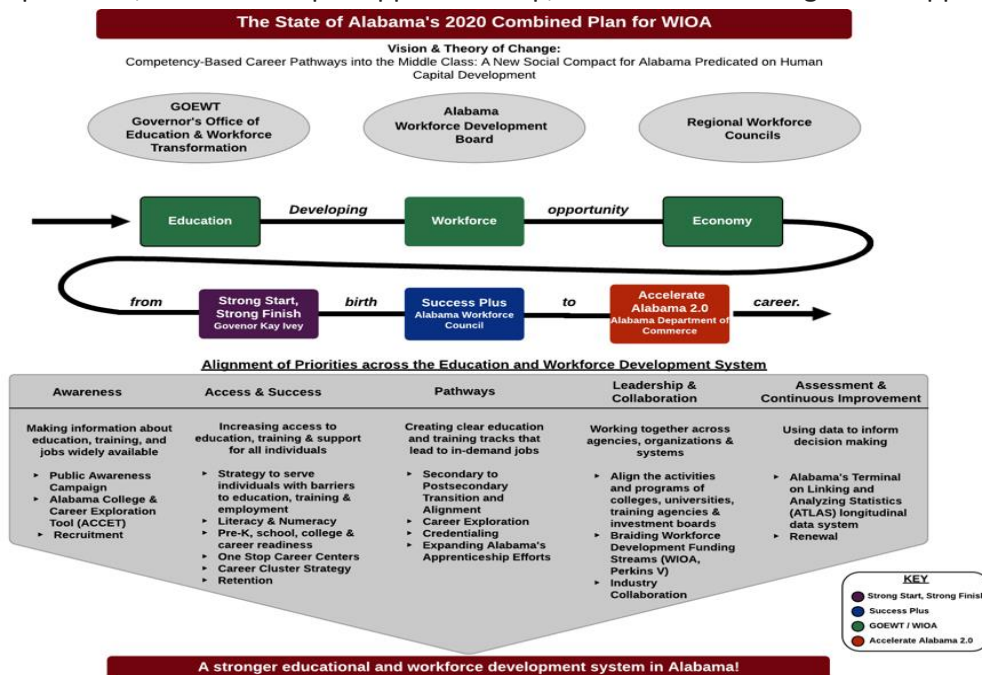 The State of Alabama's 2020 Combined Plan for WIOA
Vision & Theory of Change:
Competency-Based Career Pathways into the Middle Class: A New Social Compact for Alabama Predicated on Human
Capital Development
GOEWT
Governor's Office of
Education & Workforce
Transformation
Alabama
Workforce Development
Board
Regional Workforce
Councils
Education
Developing
Workforce
opportunity
Economy
from
Strong Start,
Strong Finish
Govenor Kay Ivey
birth
Success Plus
Alabama Workforce
Council
to
Accelerate
Alabama 2.0
Alabama Department of
Commerce
career.
Alignment of Priorities across the Education and Workforce Development System
Awareness
Making information about
education, training, and
jobs widely available
Public Awareness
Campaign
Alabama College &
Career Exploration
Tool (ACCET)
Recruitment
Access & Success
Increasing access to
education, training & support
for all individuals
Strategy to serve
individuals with barriers
to education, training &
employment
Literacy & Numeracy
Pre-K, school, college &
career readiness
One Stop Career Centers
Career Cluster Strategy
Retention
Pathways
Creating clear education
and training tracks that
lead to in-demand jobs
Secondary to
Postsecondary
Transition and
Alignment
Career Exploration
Credentialing
Expanding Alabama's
Apprenticeship Efforts
Leadership &
Collaboration
Working together across
agencies, organizations &
systems
Align the activities
and programs of
colleges, universities,
training agencies &
investment boards
Braiding Workforce
Development Funding
Streams (WIOA,
Perkins V)
Industry
Collaboration
Assessment &
Continuous Improvement
Using data to inform
decision making
Alabama's Terminal
on Linking and
Analyzing Statistics
(ATLAS) longitudinal
data system
Renewal
KEY
Strong Start, Strong Finish
Success Plus
GOEWT / WIOA
Accelerate Alabama 2.0
A stronger educational and workforce development system in Alabama!